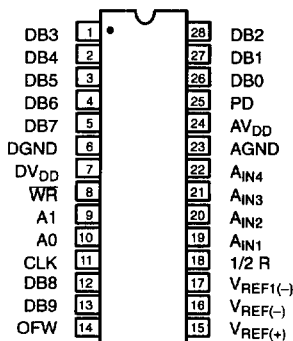 DB3 1 28 DB2
DB4 2 27 DB1
DB5 3 26 DB0
DB6 4 25 PD
DB7 5 24 AVDD
DGND 6 23 AGND
DVDD 7 22 AIN4
WR 8 21 AIN3
A1 9 20 AIN2
A0 10 19 AIN1
CLK 11 18 1/2 R
DB8 12 17 VREF1(–)
DB9 13 16 VREF(–)
OFW 14 15 VREF(+)